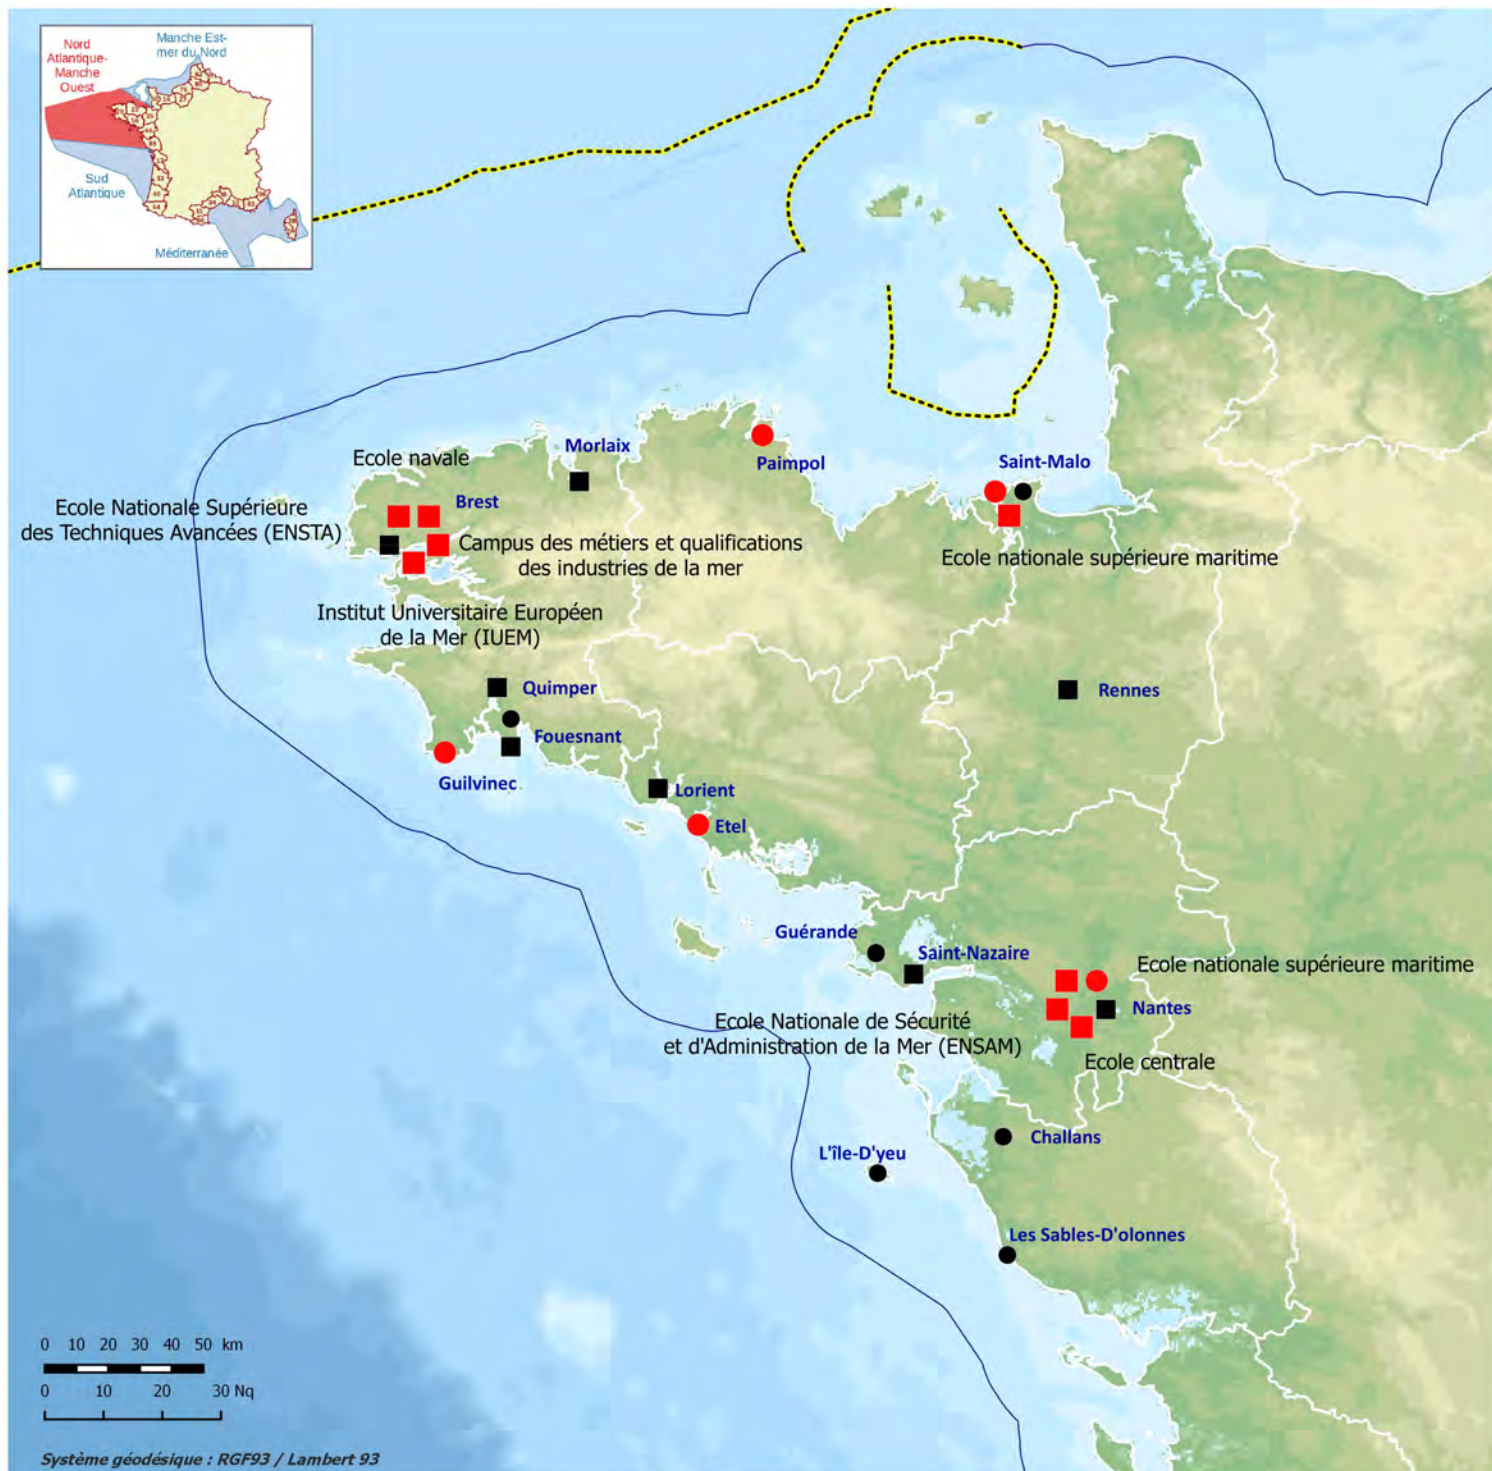 Nord
Atlantique-
Manche
Ouest
Manche Est-
mer du Nord
Sud
Atlantique
Méditerranée
Morlaix
Ecole navale
Paimpol
Saint-Malo
Brest
Ecole Nationale Supérieure
des Techniques Avancées (ENSTA)
Campus des métiers et qualifications
des industries de la mer
Ecole nationale supérieure maritime
Institut Universitaire Européen
de la Mer (IUEM)
Quimper
Rennes
Fouesnant
Guilvinec
Lorient
Etel
Guérande
Saint-Nazaire
Ecole nationale supérieure maritime
Nantes
Ecole Nationale de Sécurité
et d'Administration de la Mer (ENSAM)
Ecole centrale
Challans
L'île-D'yeu
Les Sables-D'olonnes
0 10 20 30 40 50 km
0 10 20 30 Nq
Système géodésique : RGF93 / Lambert 93